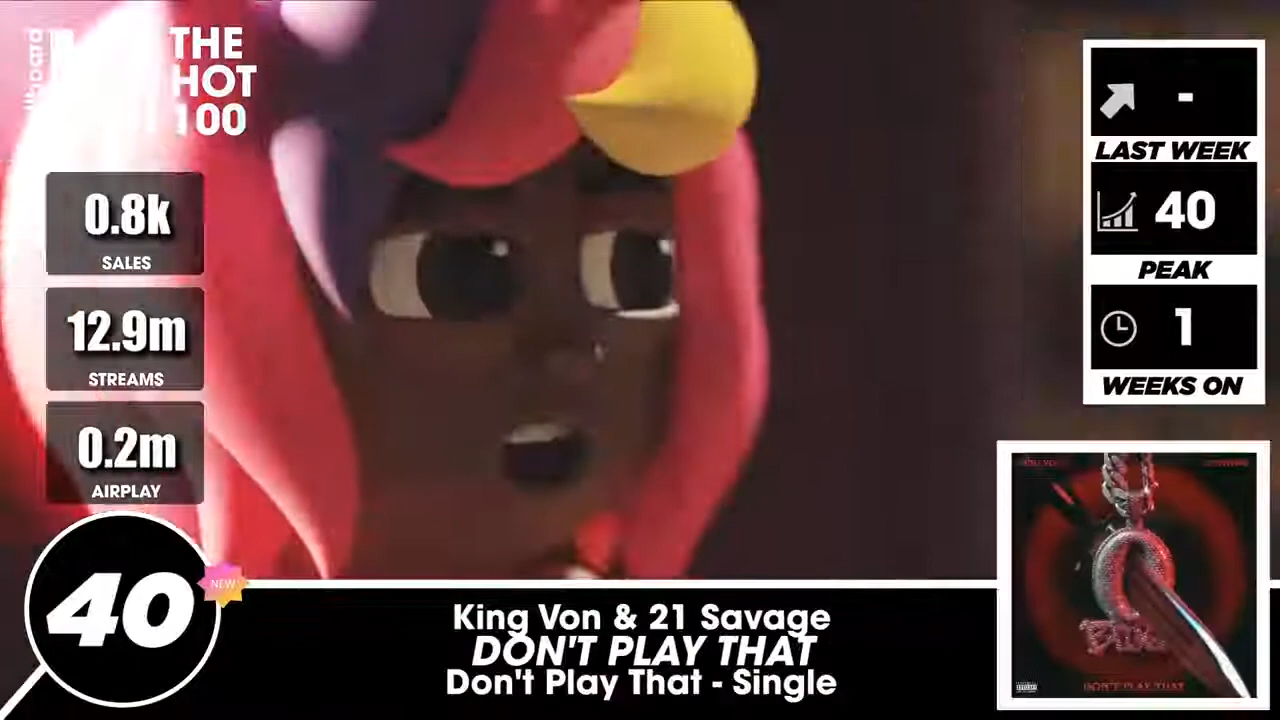 THE
HOT
100
0.8k
SALES
12.9m
STREAMS
0.2m
AIRPLAY
40
NEW
-
LAST WEEK
40
PEAK
1
WEEKS ON
King Von & 21 Savage
DON'T PLAY THAT
Don't Play That - Single
DON'T PLAY THAT